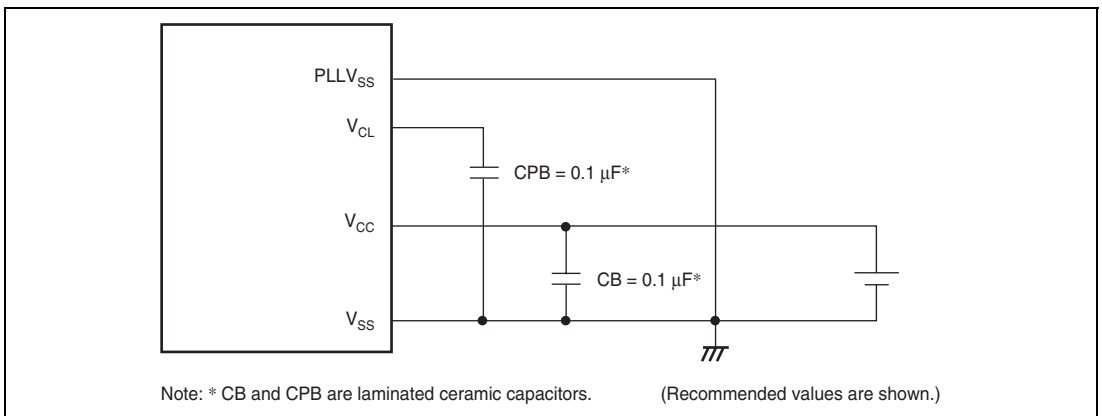 PLLVSS
VCL
CPB = 0.1 μF*
VCC
CB = 0.1 μF*
VSS
Note: * CB and CPB are laminated ceramic capacitors. (Recommended values are shown.)